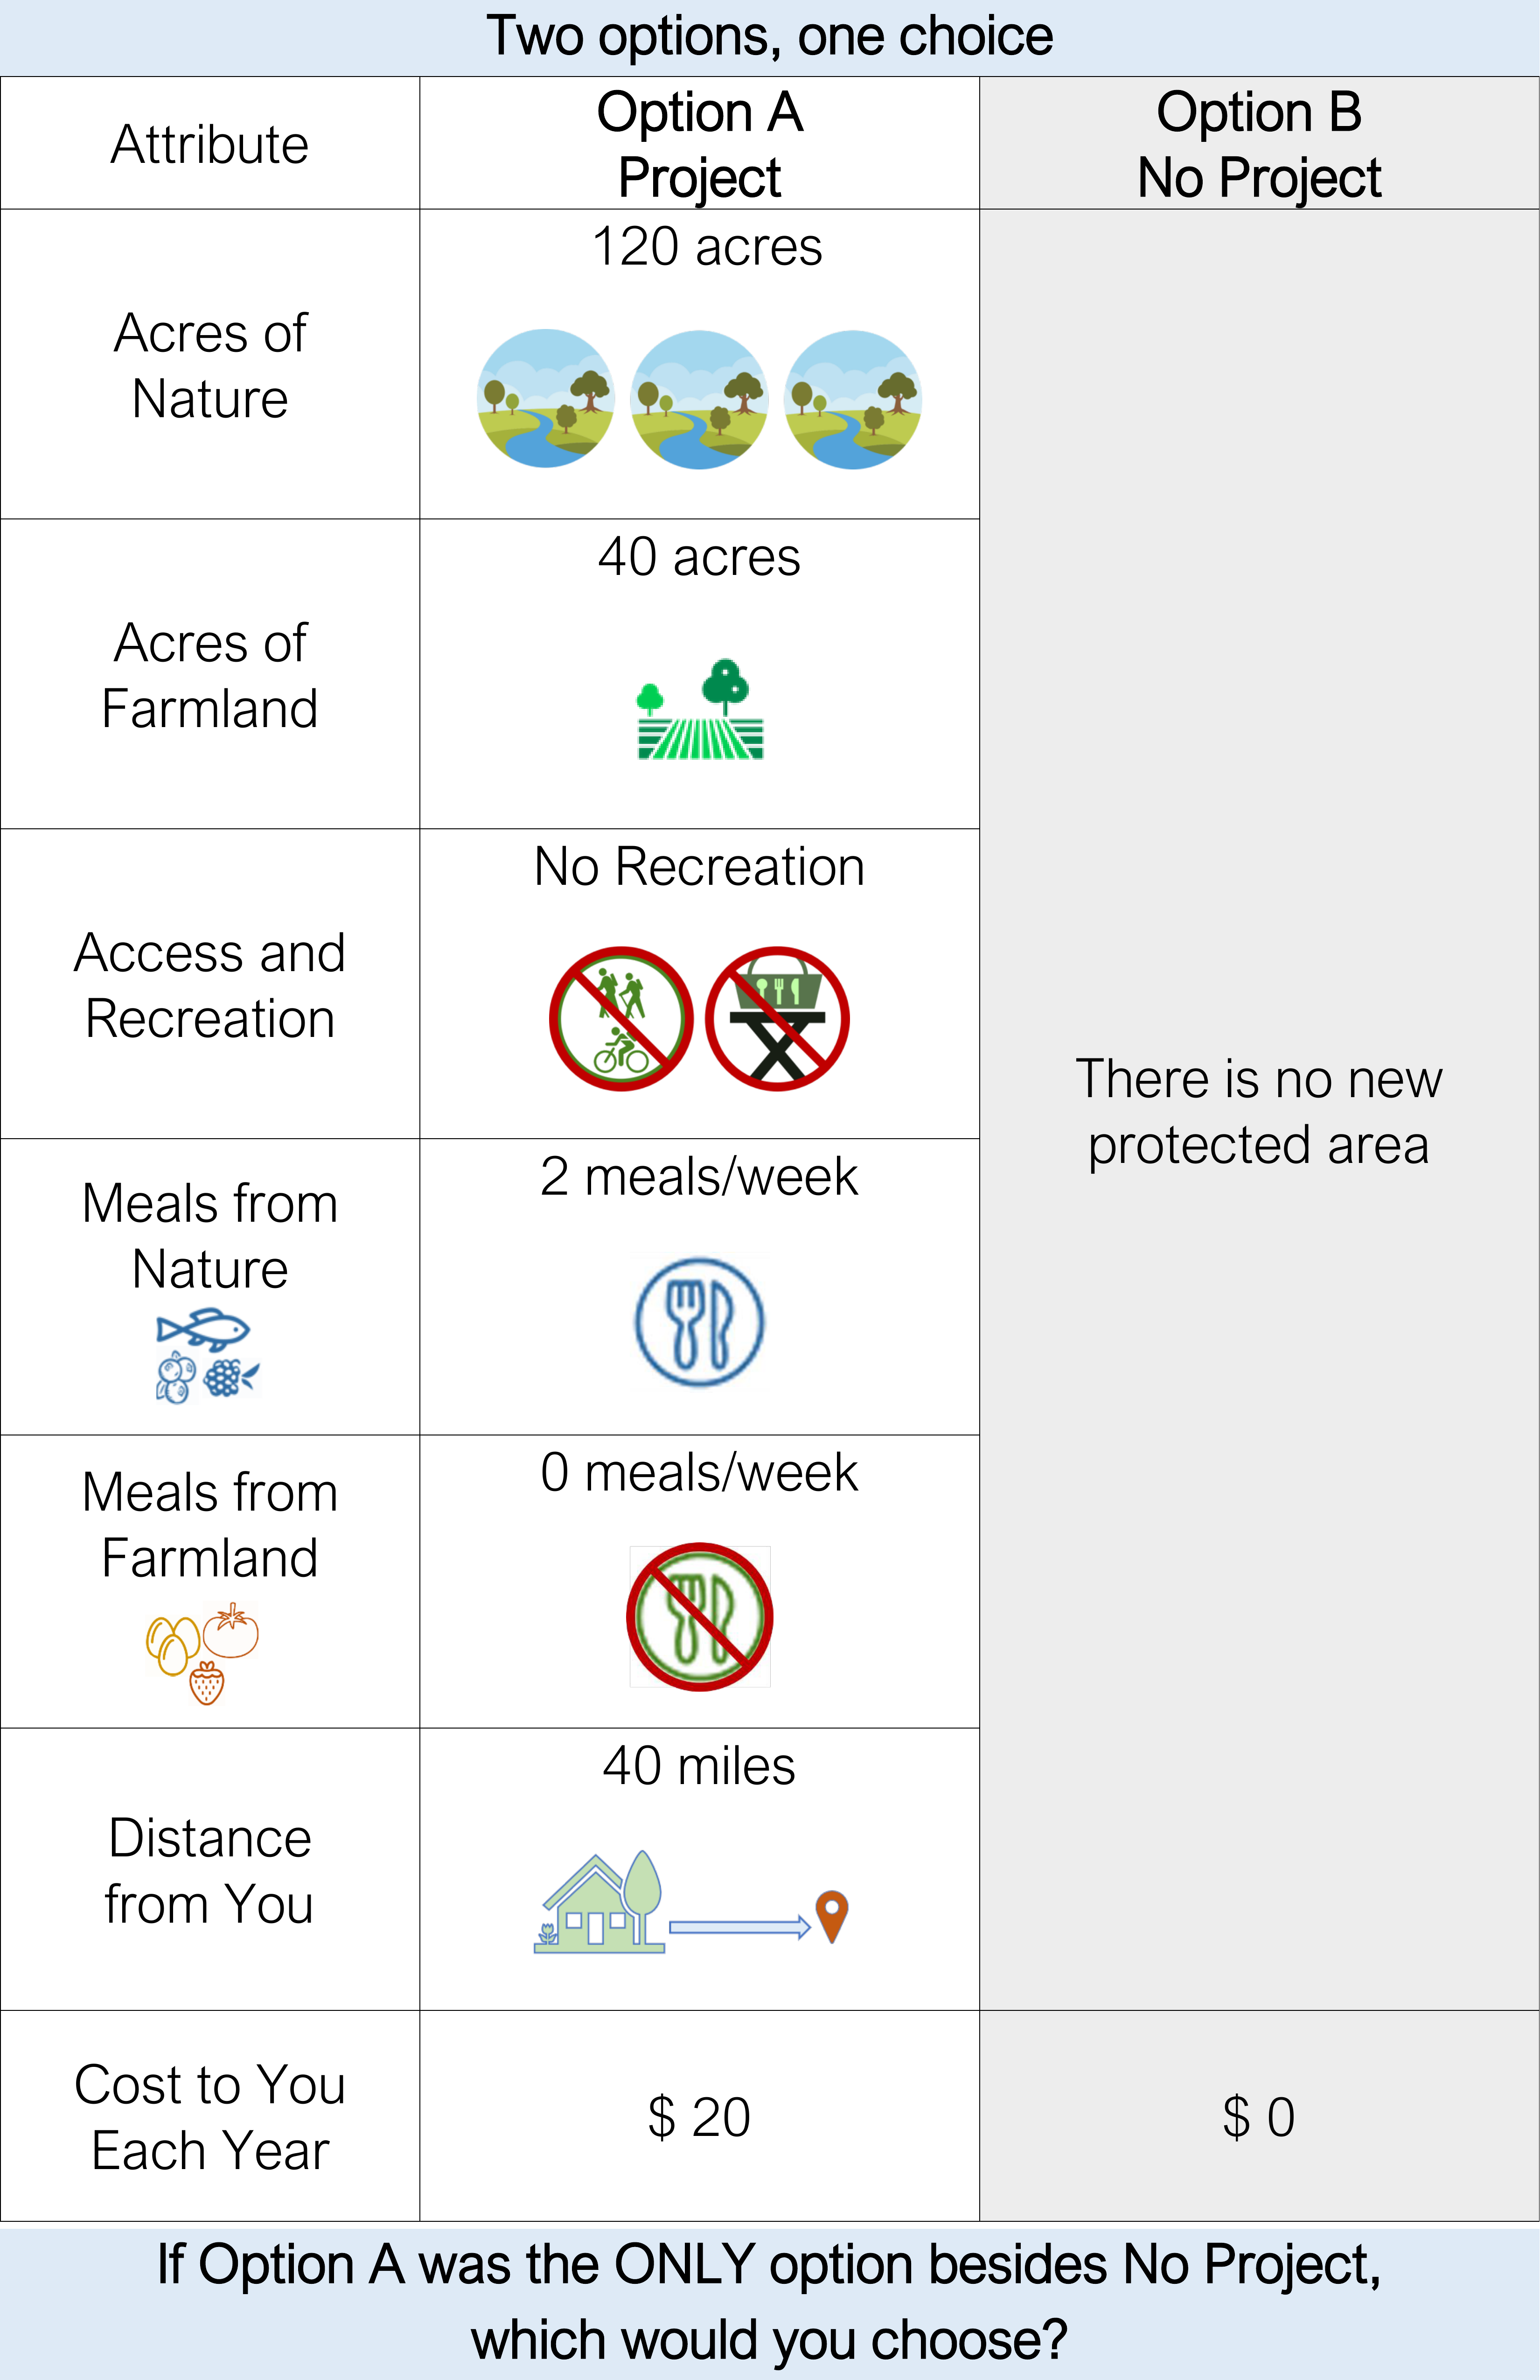 Two options, one choice
Attribute
Option A
Project
Option B
No Project
Acres of
Nature
120 acres
Acres of
Farmland
40 acres
Access and
Recreation
No Recreation
There is no new
protected area
Meals from
Nature
2 meals/week
Meals from
Farmland
0 meals/week
Distance
from You
40 miles
Cost to You
Each Year
$ 20
$ 0
If Option A was the ONLY option besides No Project,
which would you choose?